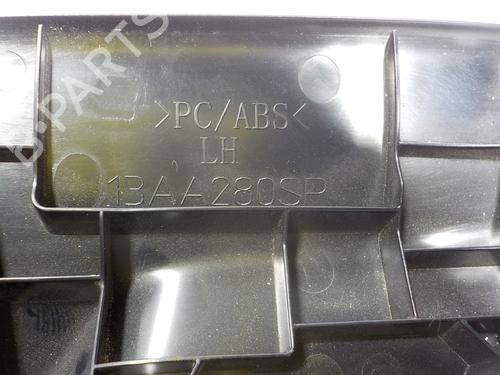 B-PARTS
>PC/ABS<
LH
13AA280SP